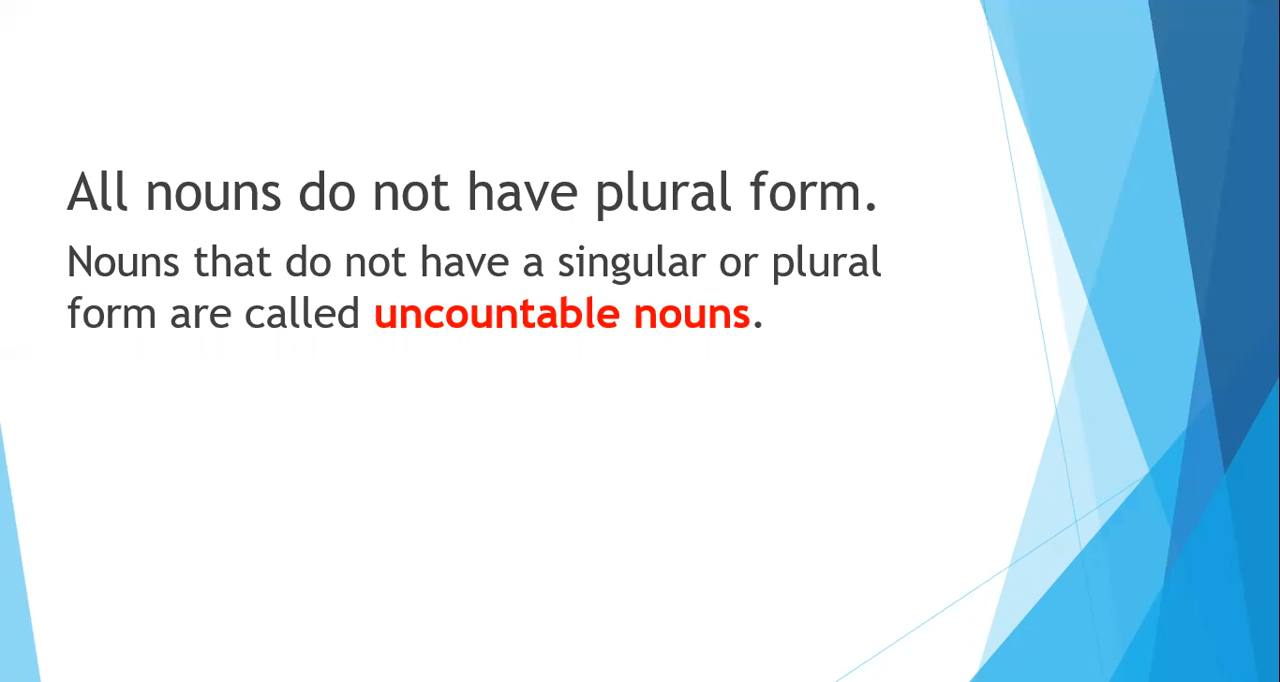 All nouns do not have plural form.
Nouns that do not have a singular or plural
form are called uncountable nouns.